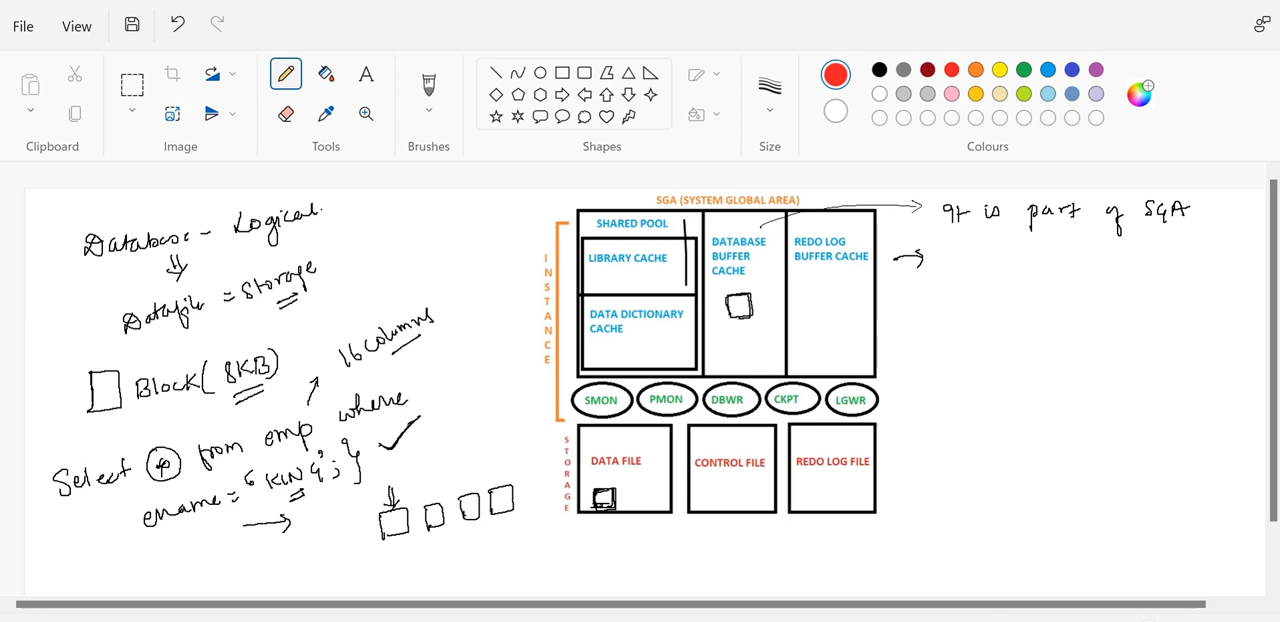 File
View
Clipboard
Image
Tools
Brushes
Shapes
Size
Colours
Database - Logical.
Datafile = Storage
Block (8KB)
16 columns
Select * from emp where
ename = 'KING';
SGA (SYSTEM GLOBAL AREA)
INSTANCE
SHARED POOL
LIBRARY CACHE
DATA DICTIONARY
CACHE
DATABASE
BUFFER
CACHE
REDO LOG
BUFFER CACHE
SMON
PMON
DBWR
CKPT
LGWR
STORAGE
DATA FILE
CONTROL FILE
REDO LOG FILE
It is part of SGA